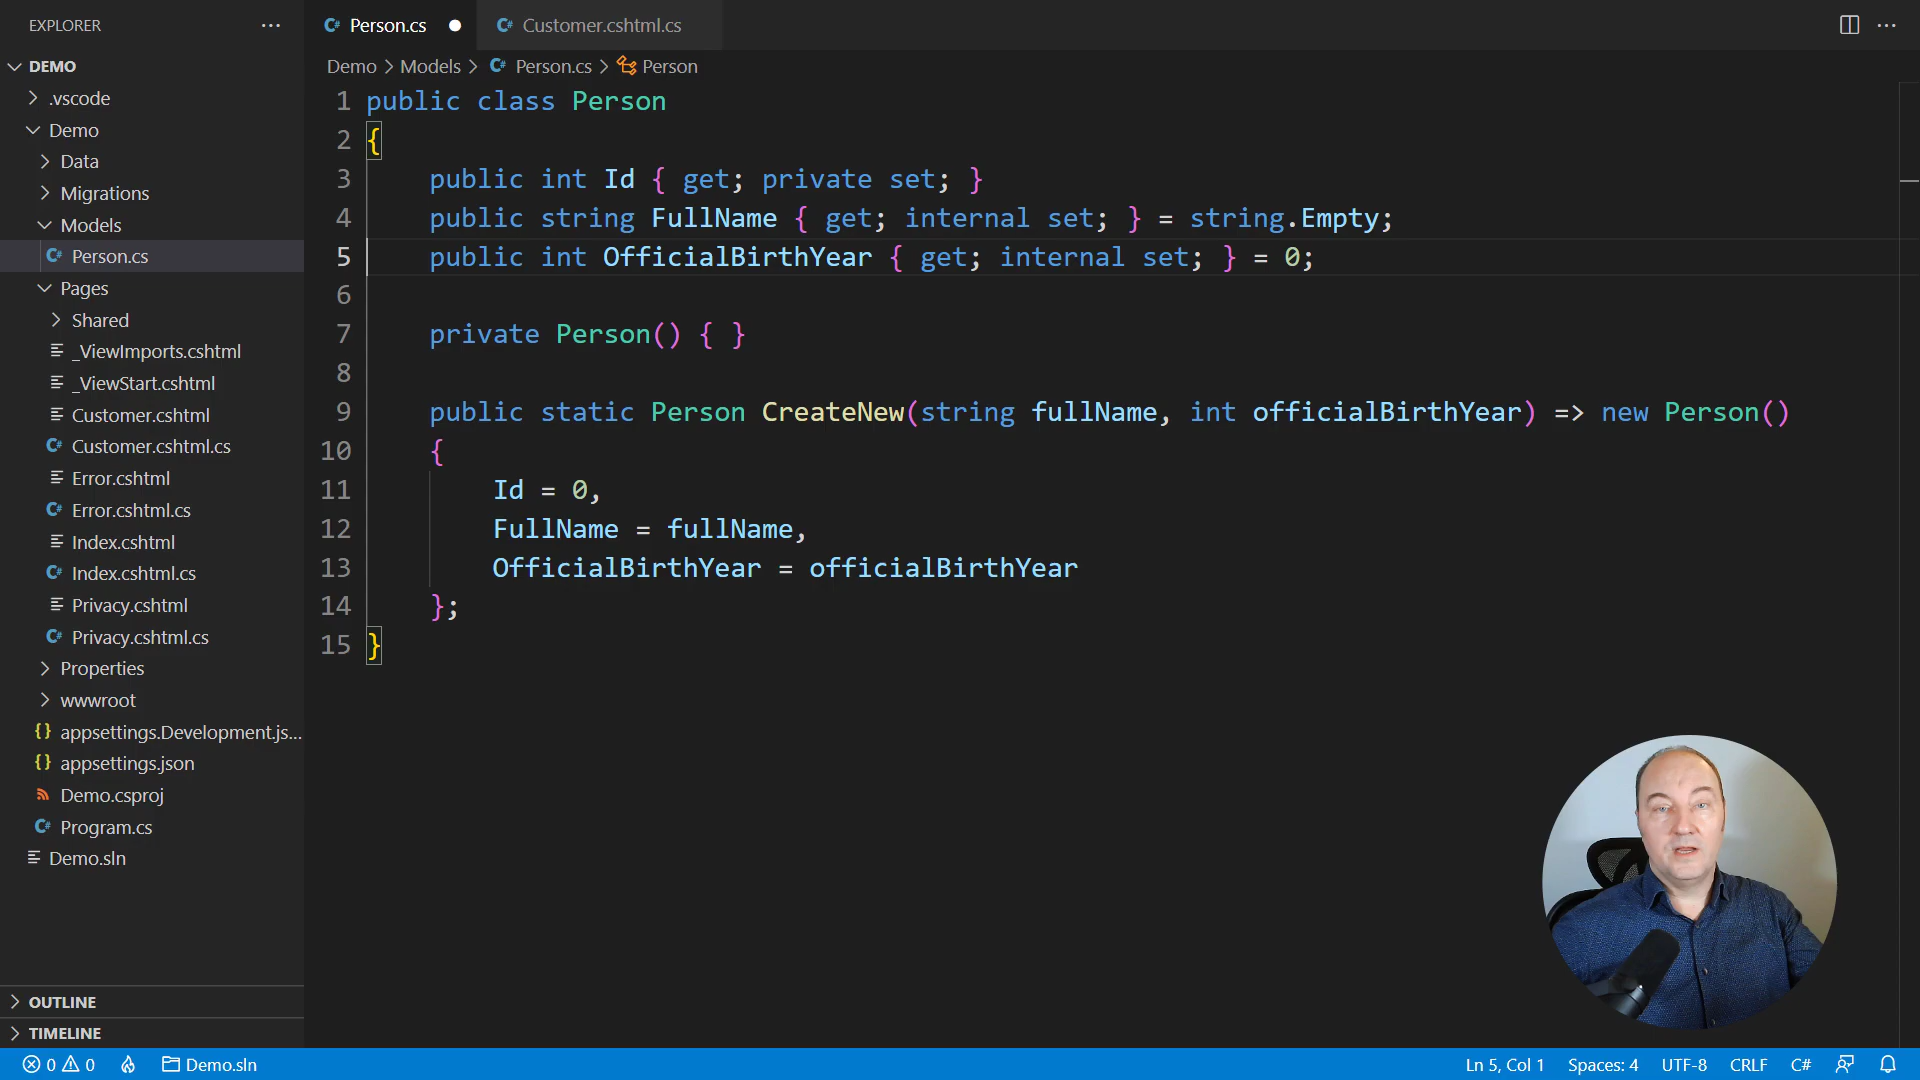 EXPLORER
DEMO
.vscode
Demo
Data
Migrations
Models
C# Person.cs
Pages
Shared
_ViewImports.cshtml
_ViewStart.cshtml
Customer.cshtml
C# Customer.cshtml.cs
Error.cshtml
C# Error.cshtml.cs
Index.cshtml
C# Index.cshtml.cs
Privacy.cshtml
C# Privacy.cshtml.cs
Properties
wwwroot
{} appsettings.Development.js...
{} appsettings.json
Demo.csproj
C# Program.cs
Demo.sln
OUTLINE
TIMELINE
C# Person.cs
C# Customer.cshtml.cs
Demo > Models > C# Person.cs > Person
1 public class Person
2 {
3 public int Id { get; private set; }
4 public string FullName { get; internal set; } = string.Empty;
5 public int OfficialBirthYear { get; internal set; } = 0;
6
7 private Person() { }
8
9 public static Person CreateNew(string fullName, int officialBirthYear) => new Person()
10 {
11 Id = 0,
12 FullName = fullName,
13 OfficialBirthYear = officialBirthYear
14 };
15 }
0 0 Demo.sln
Ln 5, Col 1 Spaces: 4 UTF-8 CRLF C#